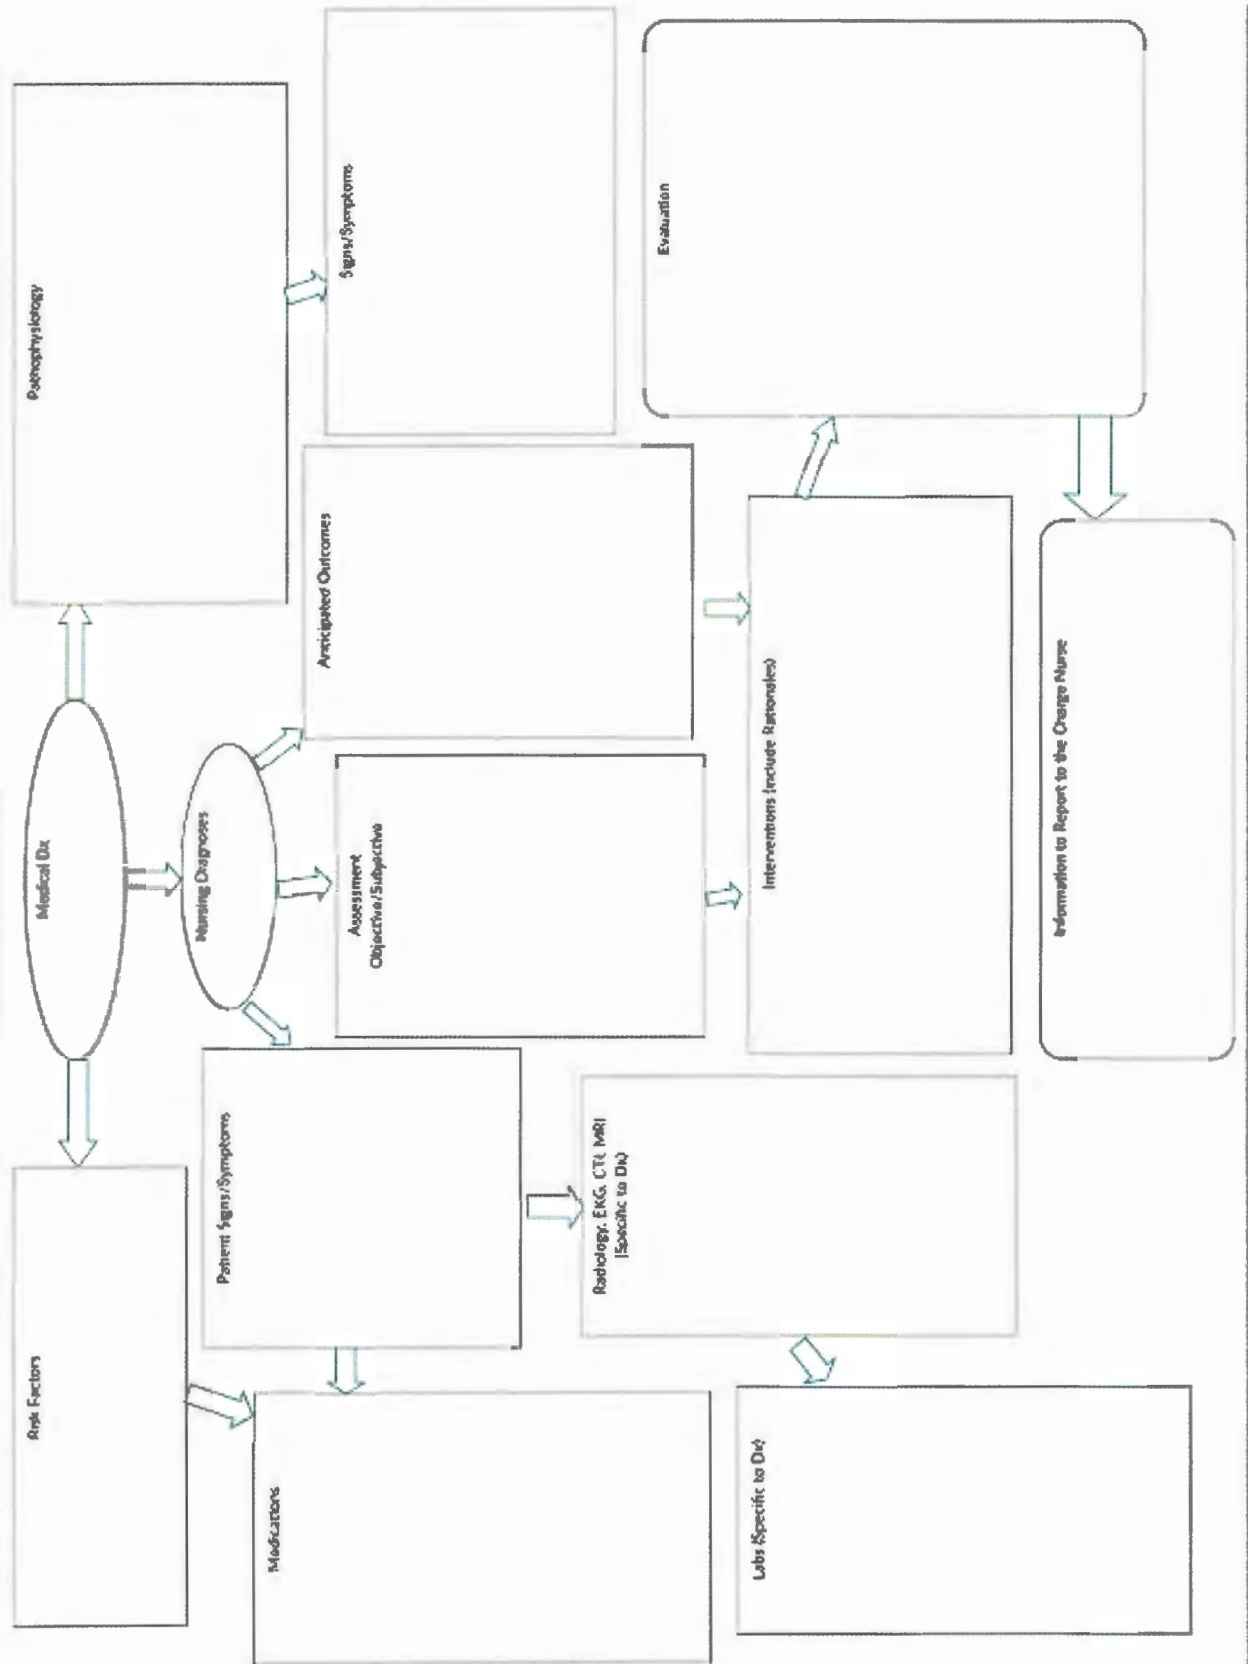 Medical Dx
Risk Factors
Pathophysiology
Nursing Diagnoses
Patient Signs/Symptoms
Assessment
Objective/Subjective
Anticipated Outcomes
Signs/Symptoms
Medications
Radiology, EKG, CT, MRI
(Specific to Dx)
Labs (Specific to Dx)
Interventions (Include Rationales)
Evaluation
Information to Report to the Charge Nurse